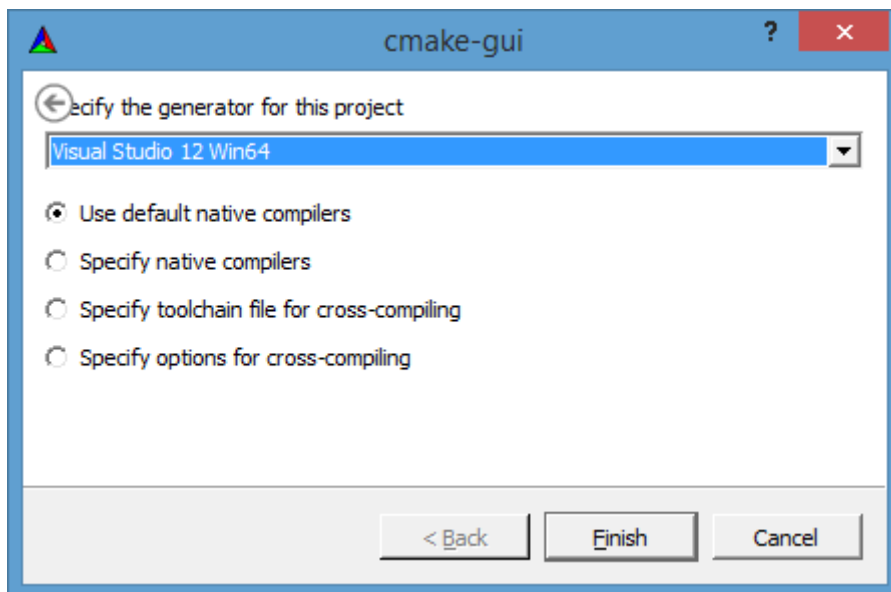 cmake-gui
?
ecify the generator for this project
Visual Studio 12 Win64
Use default native compilers
Specify native compilers
Specify toolchain file for cross-compiling
Specify options for cross-compiling
< Back
Finish
Cancel